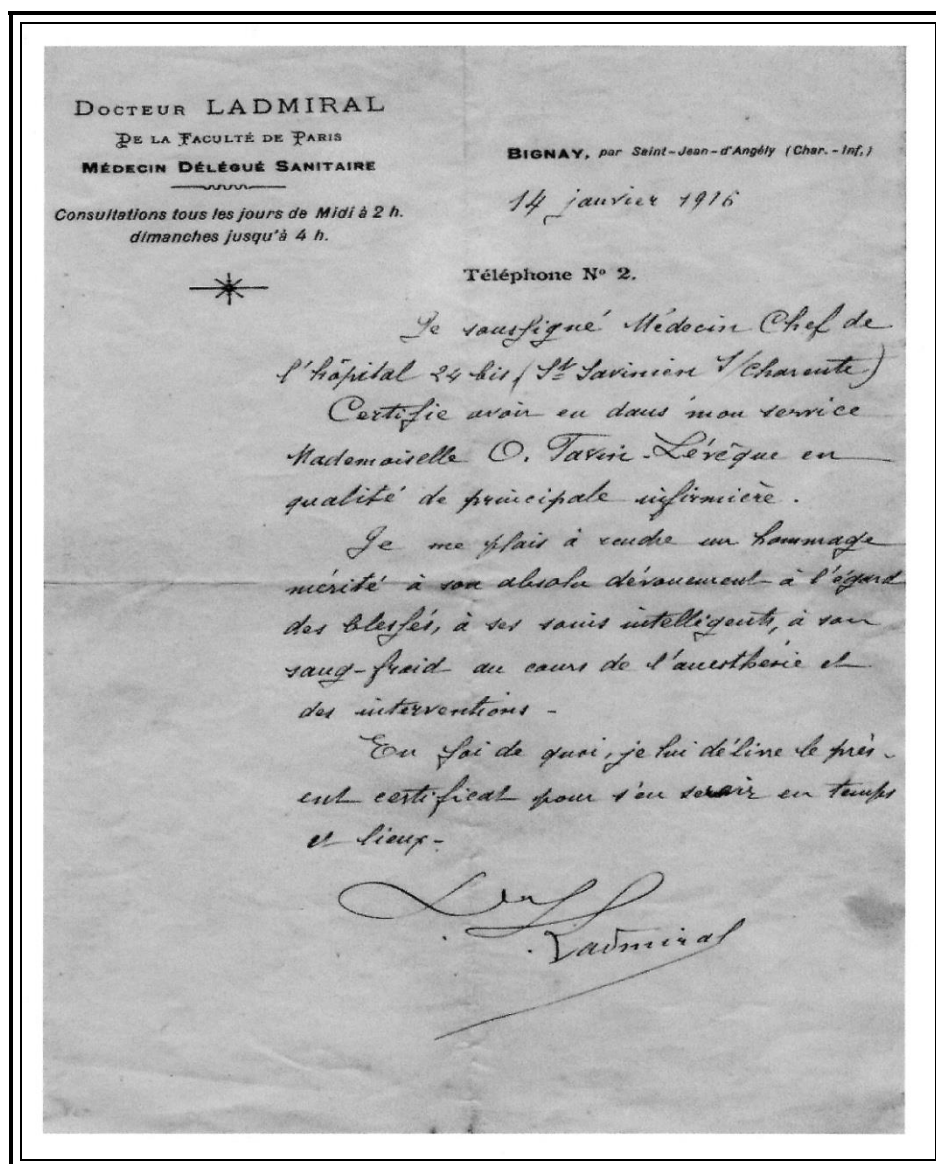 DOCTEUR LADMIRAL
DE LA FACULTÉ DE PARIS
MÉDECIN DÉLÉGUÉ SANITAIRE
Consultations tous les jours de Midi à 2 h.
dimanches jusqu'à 4 h.
BIGNAY, par Saint-Jean-d'Angély (Char.-Inf.)
14 janvier 1916
Téléphone No 2.
Je soussigné Médecin Chef de
l'hôpital 24 bis (St Savinien S/Charente)
Certifie avoir eu dans mon service
Mademoiselle O. Tavin-Lévêque en
qualité de principale infirmière.
Je me plais à rendre un hommage
mérité à son absolu dévouement à l'égard
des blessés, à ses soins intelligents, à son
sang-froid au cours de l'anesthésie et
des interventions -
En foi de quoi, je lui délivre le prés-
ent certificat pour s'en servir en temps
et lieux -
Ladmiral